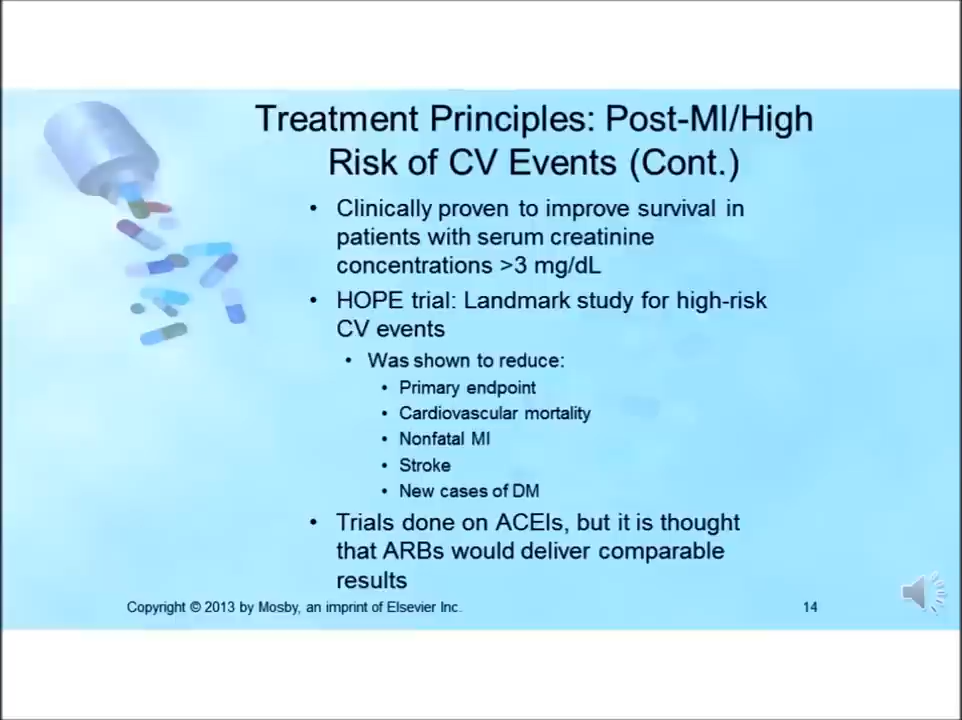 Treatment Principles: Post-MI/High
Risk of CV Events (Cont.)
• Clinically proven to improve survival in
patients with serum creatinine
concentrations >3 mg/dL
• HOPE trial: Landmark study for high-risk
CV events
• Was shown to reduce:
• Primary endpoint
• Cardiovascular mortality
• Nonfatal MI
• Stroke
• New cases of DM
• Trials done on ACEIs, but it is thought
that ARBs would deliver comparable
results
Copyright © 2013 by Mosby, an imprint of Elsevier Inc.
14